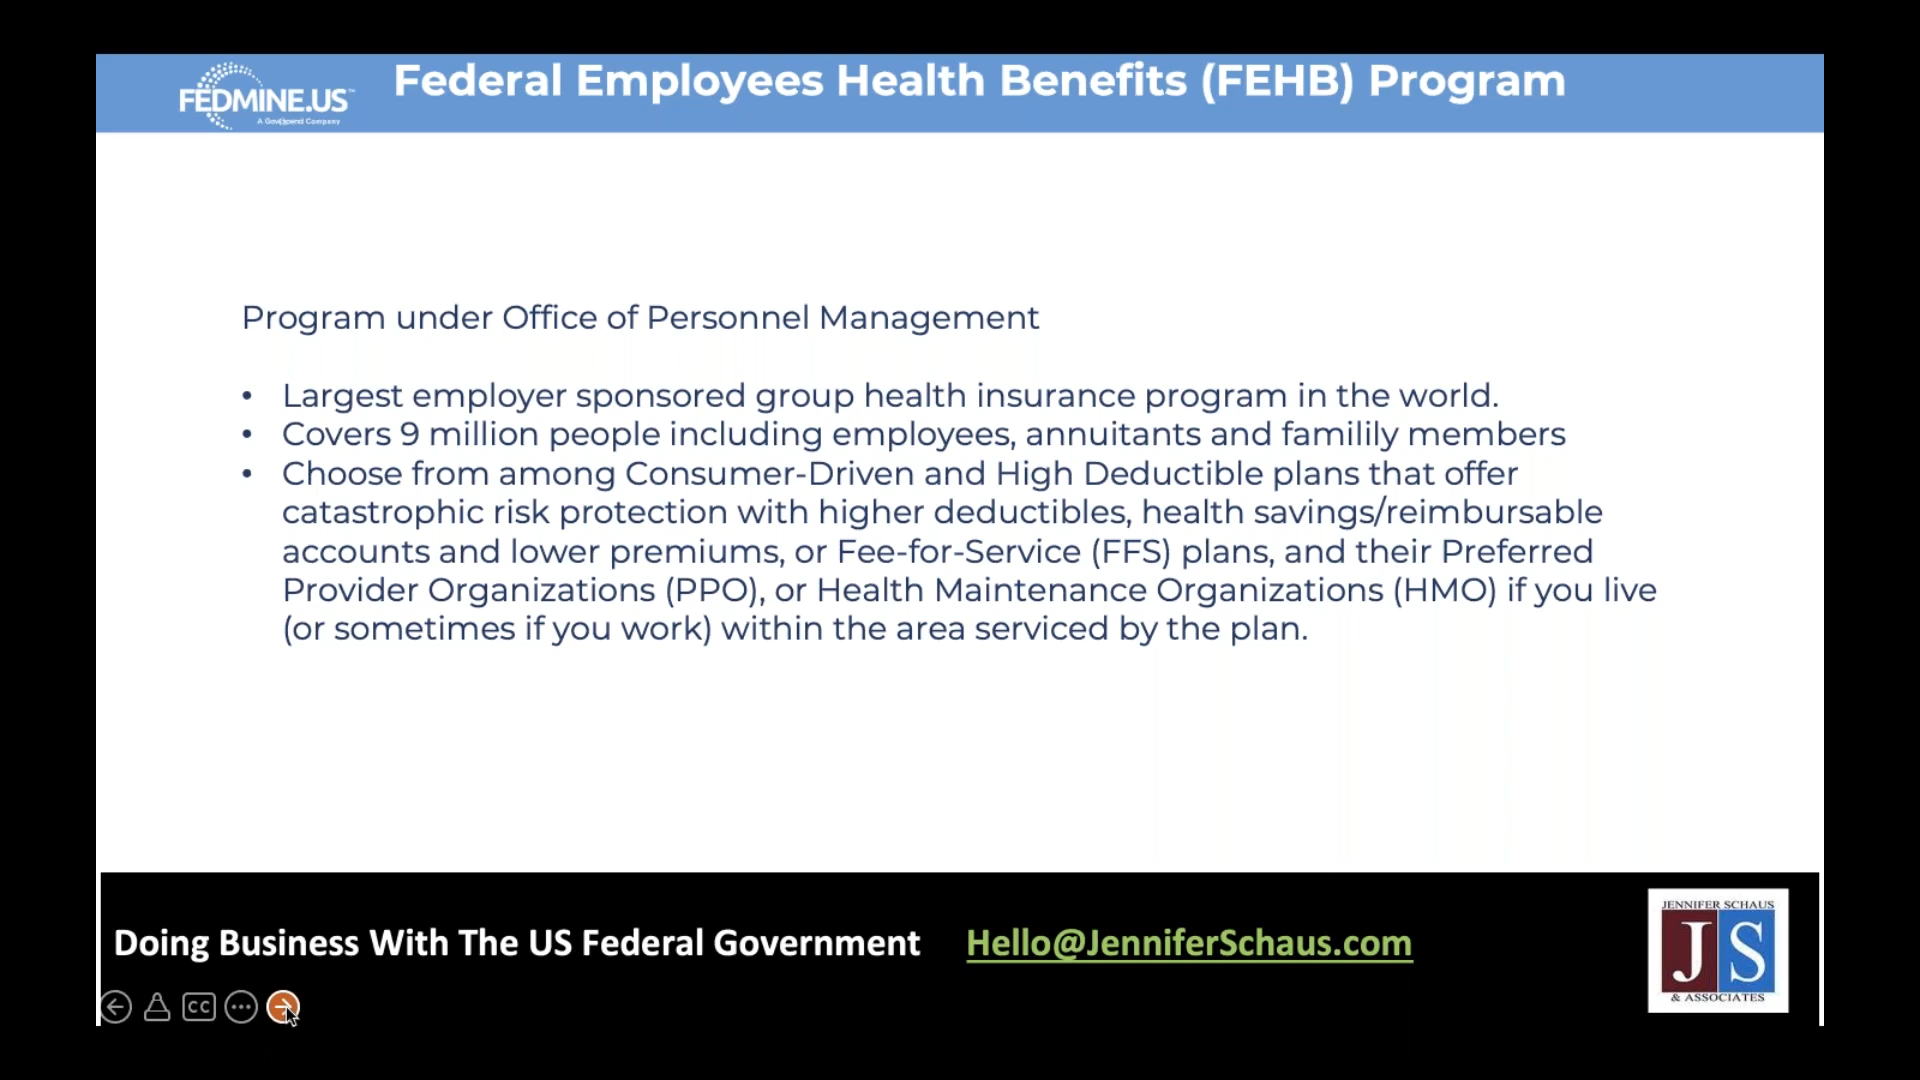 FEDMINE.US™
A GovSpend Company
Federal Employees Health Benefits (FEHB) Program
Program under Office of Personnel Management
• Largest employer sponsored group health insurance program in the world.
• Covers 9 million people including employees, annuitants and familily members
• Choose from among Consumer-Driven and High Deductible plans that offer
catastrophic risk protection with higher deductibles, health savings/reimbursable
accounts and lower premiums, or Fee-for-Service (FFS) plans, and their Preferred
Provider Organizations (PPO), or Health Maintenance Organizations (HMO) if you live
(or sometimes if you work) within the area serviced by the plan.
Doing Business With The US Federal Government Hello@JenniferSchaus.com
JENNIFER SCHAUS
JS
& ASSOCIATES
CC